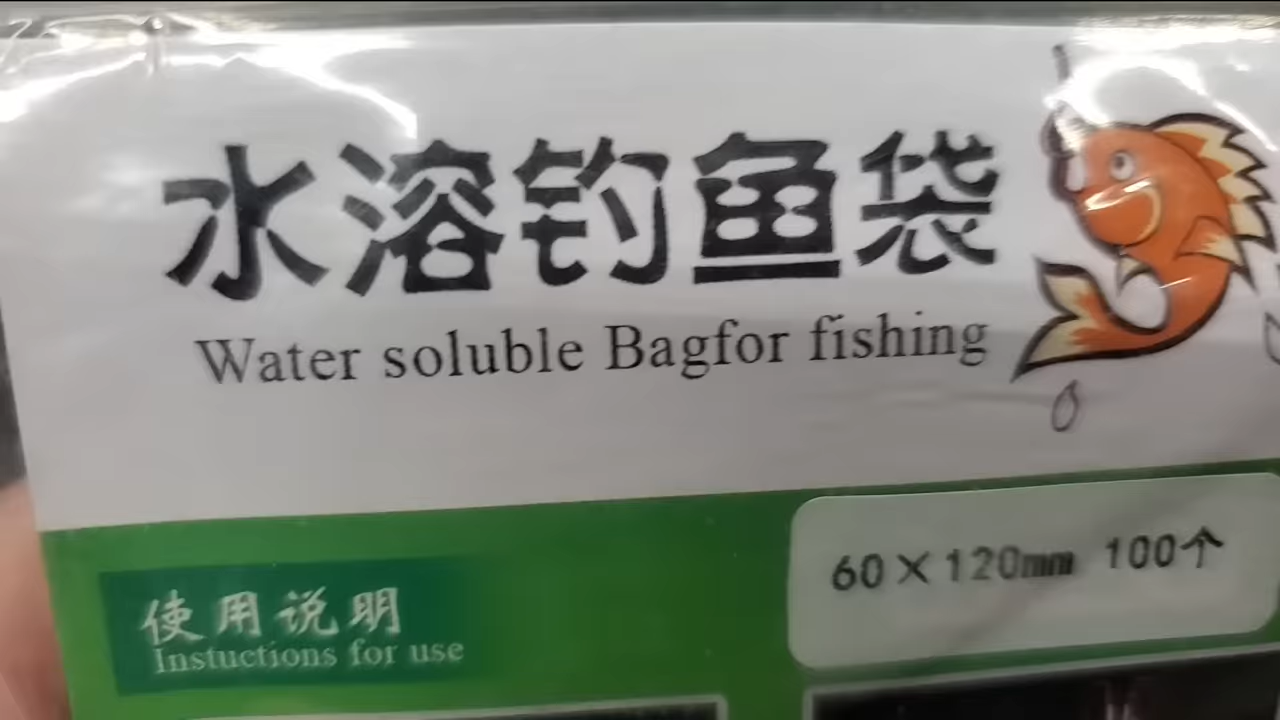 水溶钓鱼袋
Water soluble Bagfor fishing
60×120mm 100个
使用说明
Instuctions for use